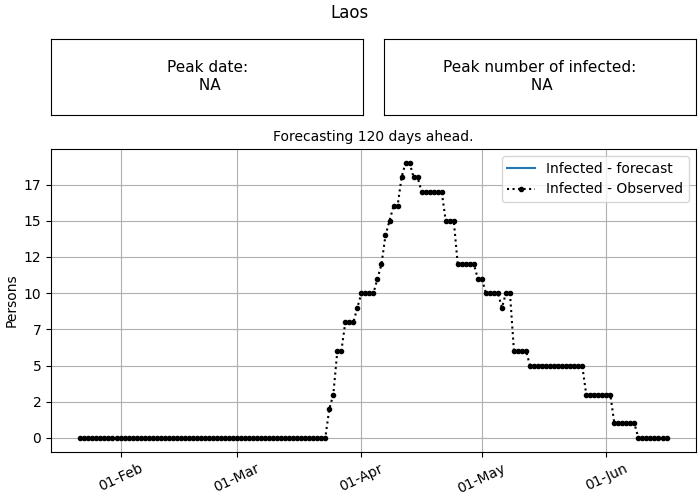 Laos
Peak date:
NA
Peak number of infected:
NA
Forecasting 120 days ahead.
Infected - forecast
Infected - Observed
Persons
17
15
12
10
7
5
2
0
01-Feb
01-Mar
01-Apr
01-May
01-Jun